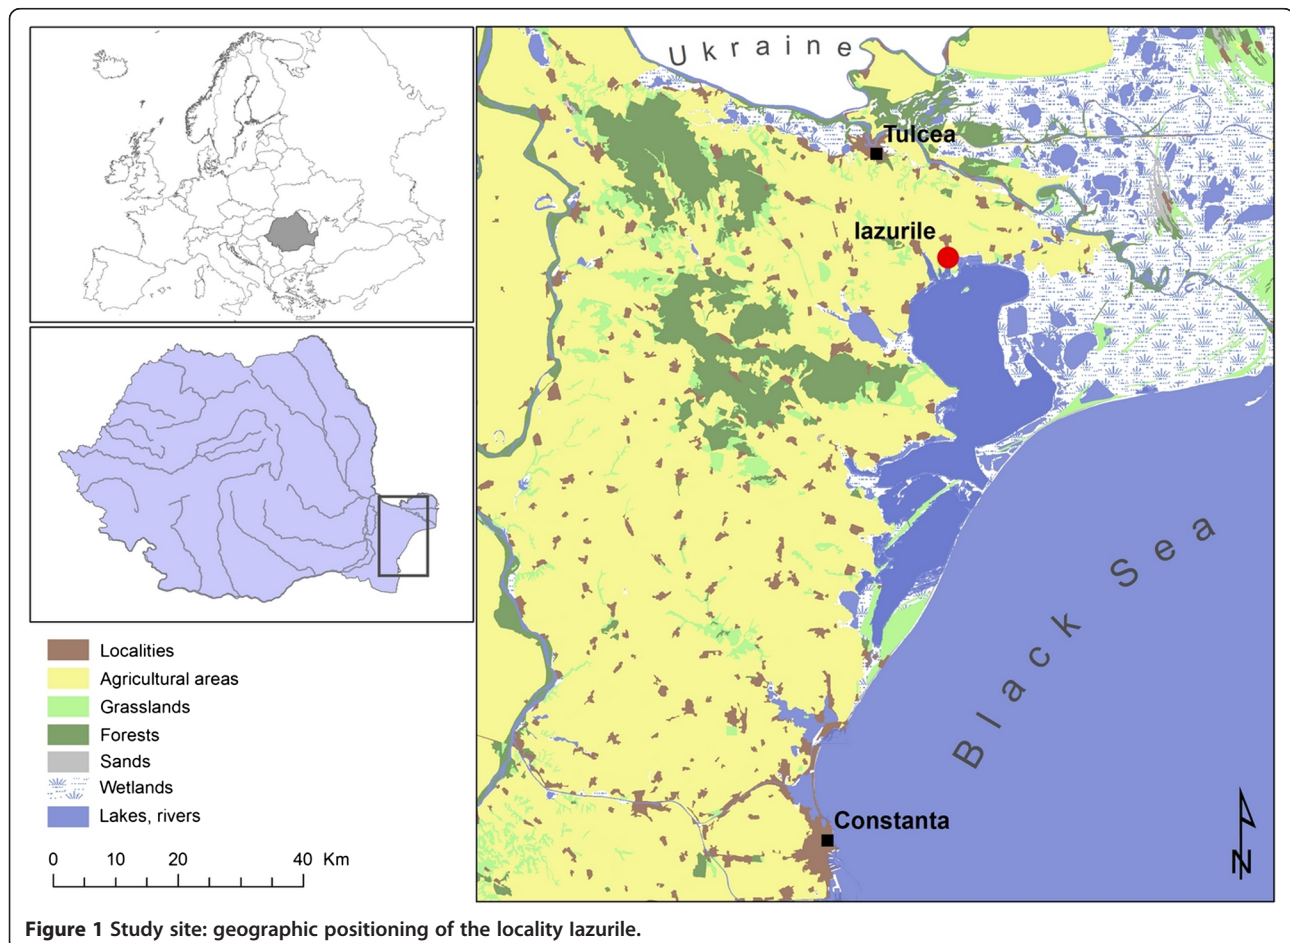 Ukraine
Tulcea
Iazurile
Black Sea
Constanta
N
Localities
Agricultural areas
Grasslands
Forests
Sands
Wetlands
Lakes, rivers
0 10 20 40 Km
Figure 1 Study site: geographic positioning of the locality Iazurile.